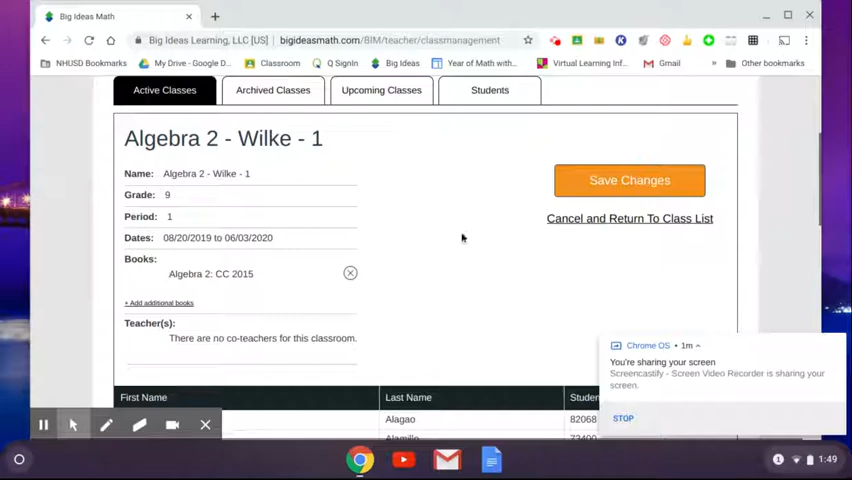 Big Ideas Math
Big Ideas Learning, LLC [US] | bigideasmath.com/BIM/teacher/classmanagement
NHUSD Bookmarks My Drive - Google D... Classroom Q SignIn Big Ideas Year of Math with... Virtual Learning Inf... Gmail » Other bookmarks
Active Classes Archived Classes Upcoming Classes Students
Algebra 2 - Wilke - 1
Name: Algebra 2 - Wilke - 1
Save Changes
Grade: 9
Period: 1
Cancel and Return To Class List
Dates: 08/20/2019 to 06/03/2020
Books:
Algebra 2: CC 2015
+ Add additional books
Teacher(s):
There are no co-teachers for this classroom.
Chrome OS • 1m
You're sharing your screen
Screencastify - Screen Video Recorder is sharing your
screen.
STOP
First Name Last Name
Alagao 82068
Alamillo 73400
1 1:49